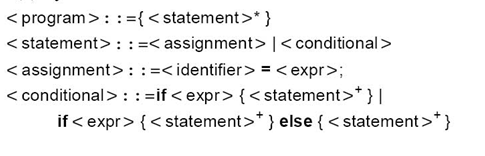 <program>::={<statement>*}
<statement>::=<assignment>|<conditional>
<assignment>::=<identifier> = <expr>;
<conditional>::=if<expr>{<statement>+}|
if<expr>{<statement>+}else{<statement>+}